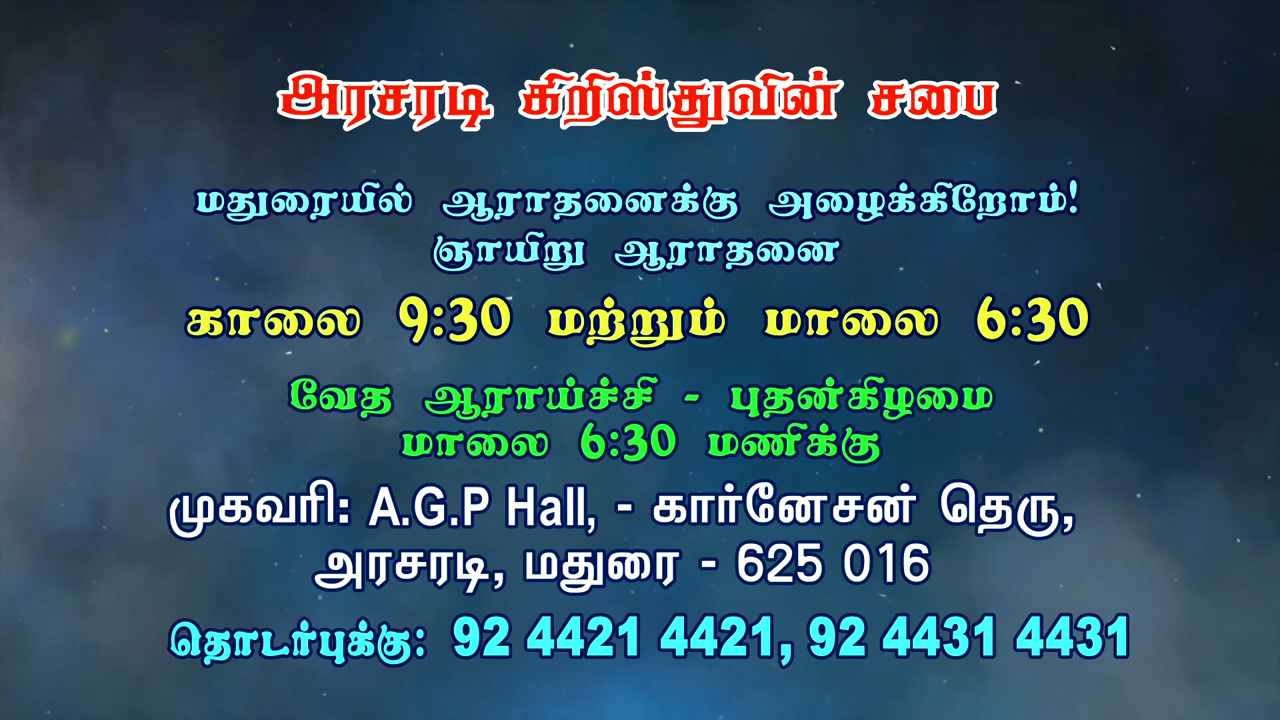 அரசரடி கிறிஸ்துவின் சபை
மதுரையில் ஆராதனைக்கு அழைக்கிறோம்!
ஞாயிறு ஆராதனை
காலை 9:30 மற்றும் மாலை 6:30
வேத ஆராய்ச்சி - புதன்கிழமை
மாலை 6:30 மணிக்கு
முகவரி: A.G.P Hall, - கார்னேசன் தெரு,
அரசரடி, மதுரை - 625 016
தொடர்புக்கு: 92 4421 4421, 92 4431 4431